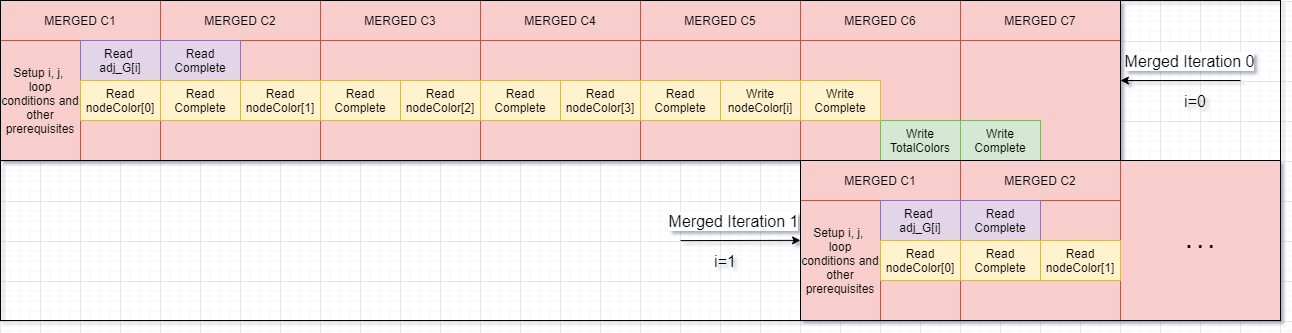 MERGED C1 MERGED C2 MERGED C3 MERGED C4 MERGED C5 MERGED C6 MERGED C7
Setup i, j,
loop
conditions and
other
prerequisites
Read
adj_G[i]
Read
Complete
Read
nodeColor[0]
Read
Complete
Read
nodeColor[1]
Read
Complete
Read
nodeColor[2]
Read
Complete
Read
nodeColor[3]
Read
Complete
Write
nodeColor[i]
Write
Complete
Write
TotalColors
Write
Complete
Merged Iteration 0
i=0
Merged Iteration 1
i=1
MERGED C1 MERGED C2
Setup i, j,
loop
conditions and
other
prerequisites
Read
adj_G[i]
Read
Complete
Read
nodeColor[0]
Read
Complete
Read
nodeColor[1]
...